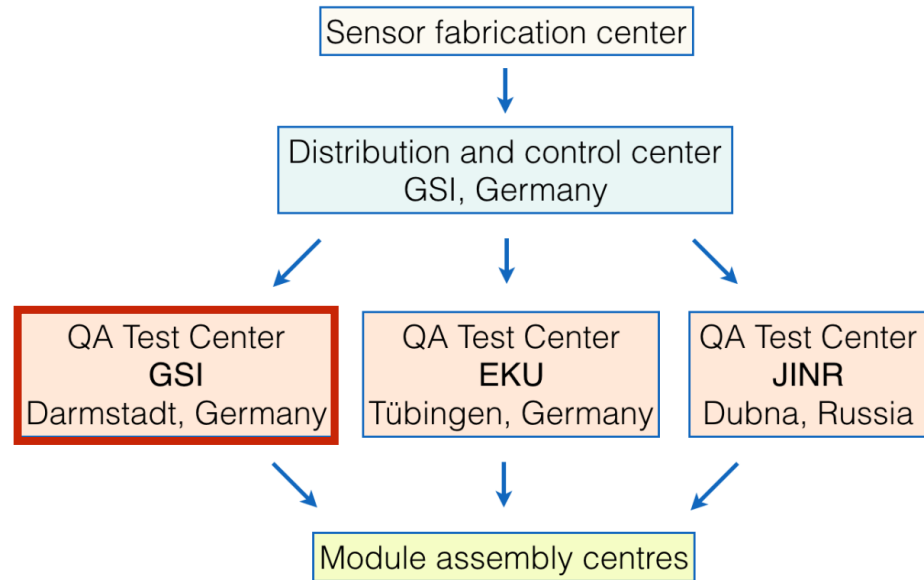 Sensor fabrication center
Distribution and control center
GSI, Germany
QA Test Center
GSI
Darmstadt, Germany
QA Test Center
EKU
Tübingen, Germany
QA Test Center
JINR
Dubna, Russia
Module assembly centres